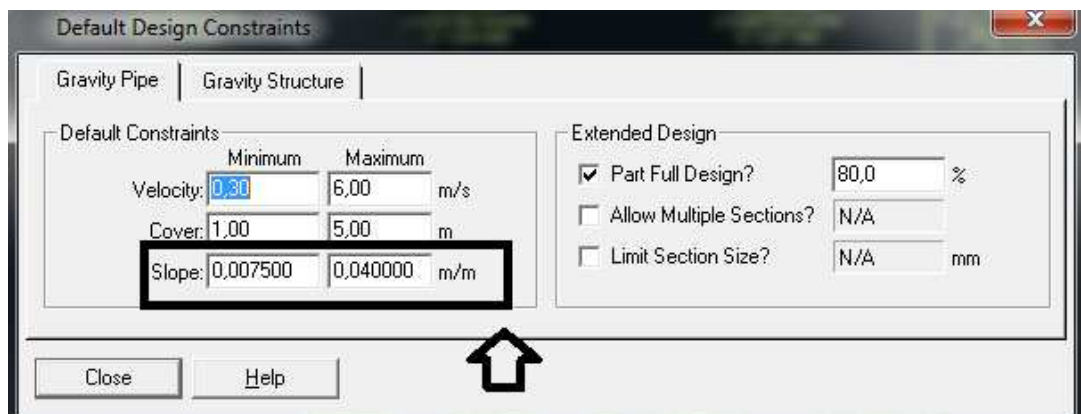 Default Design Constraints
Gravity Pipe
Gravity Structure
Default Constraints
Minimum Maximum
Velocity: 0,30 6,00 m/s
Cover: 1,00 5,00 m
Slope: 0,007500 0,040000 m/m
Extended Design
Part Full Design? 80,0 %
Allow Multiple Sections? N/A
Limit Section Size? N/A mm
Close
Help